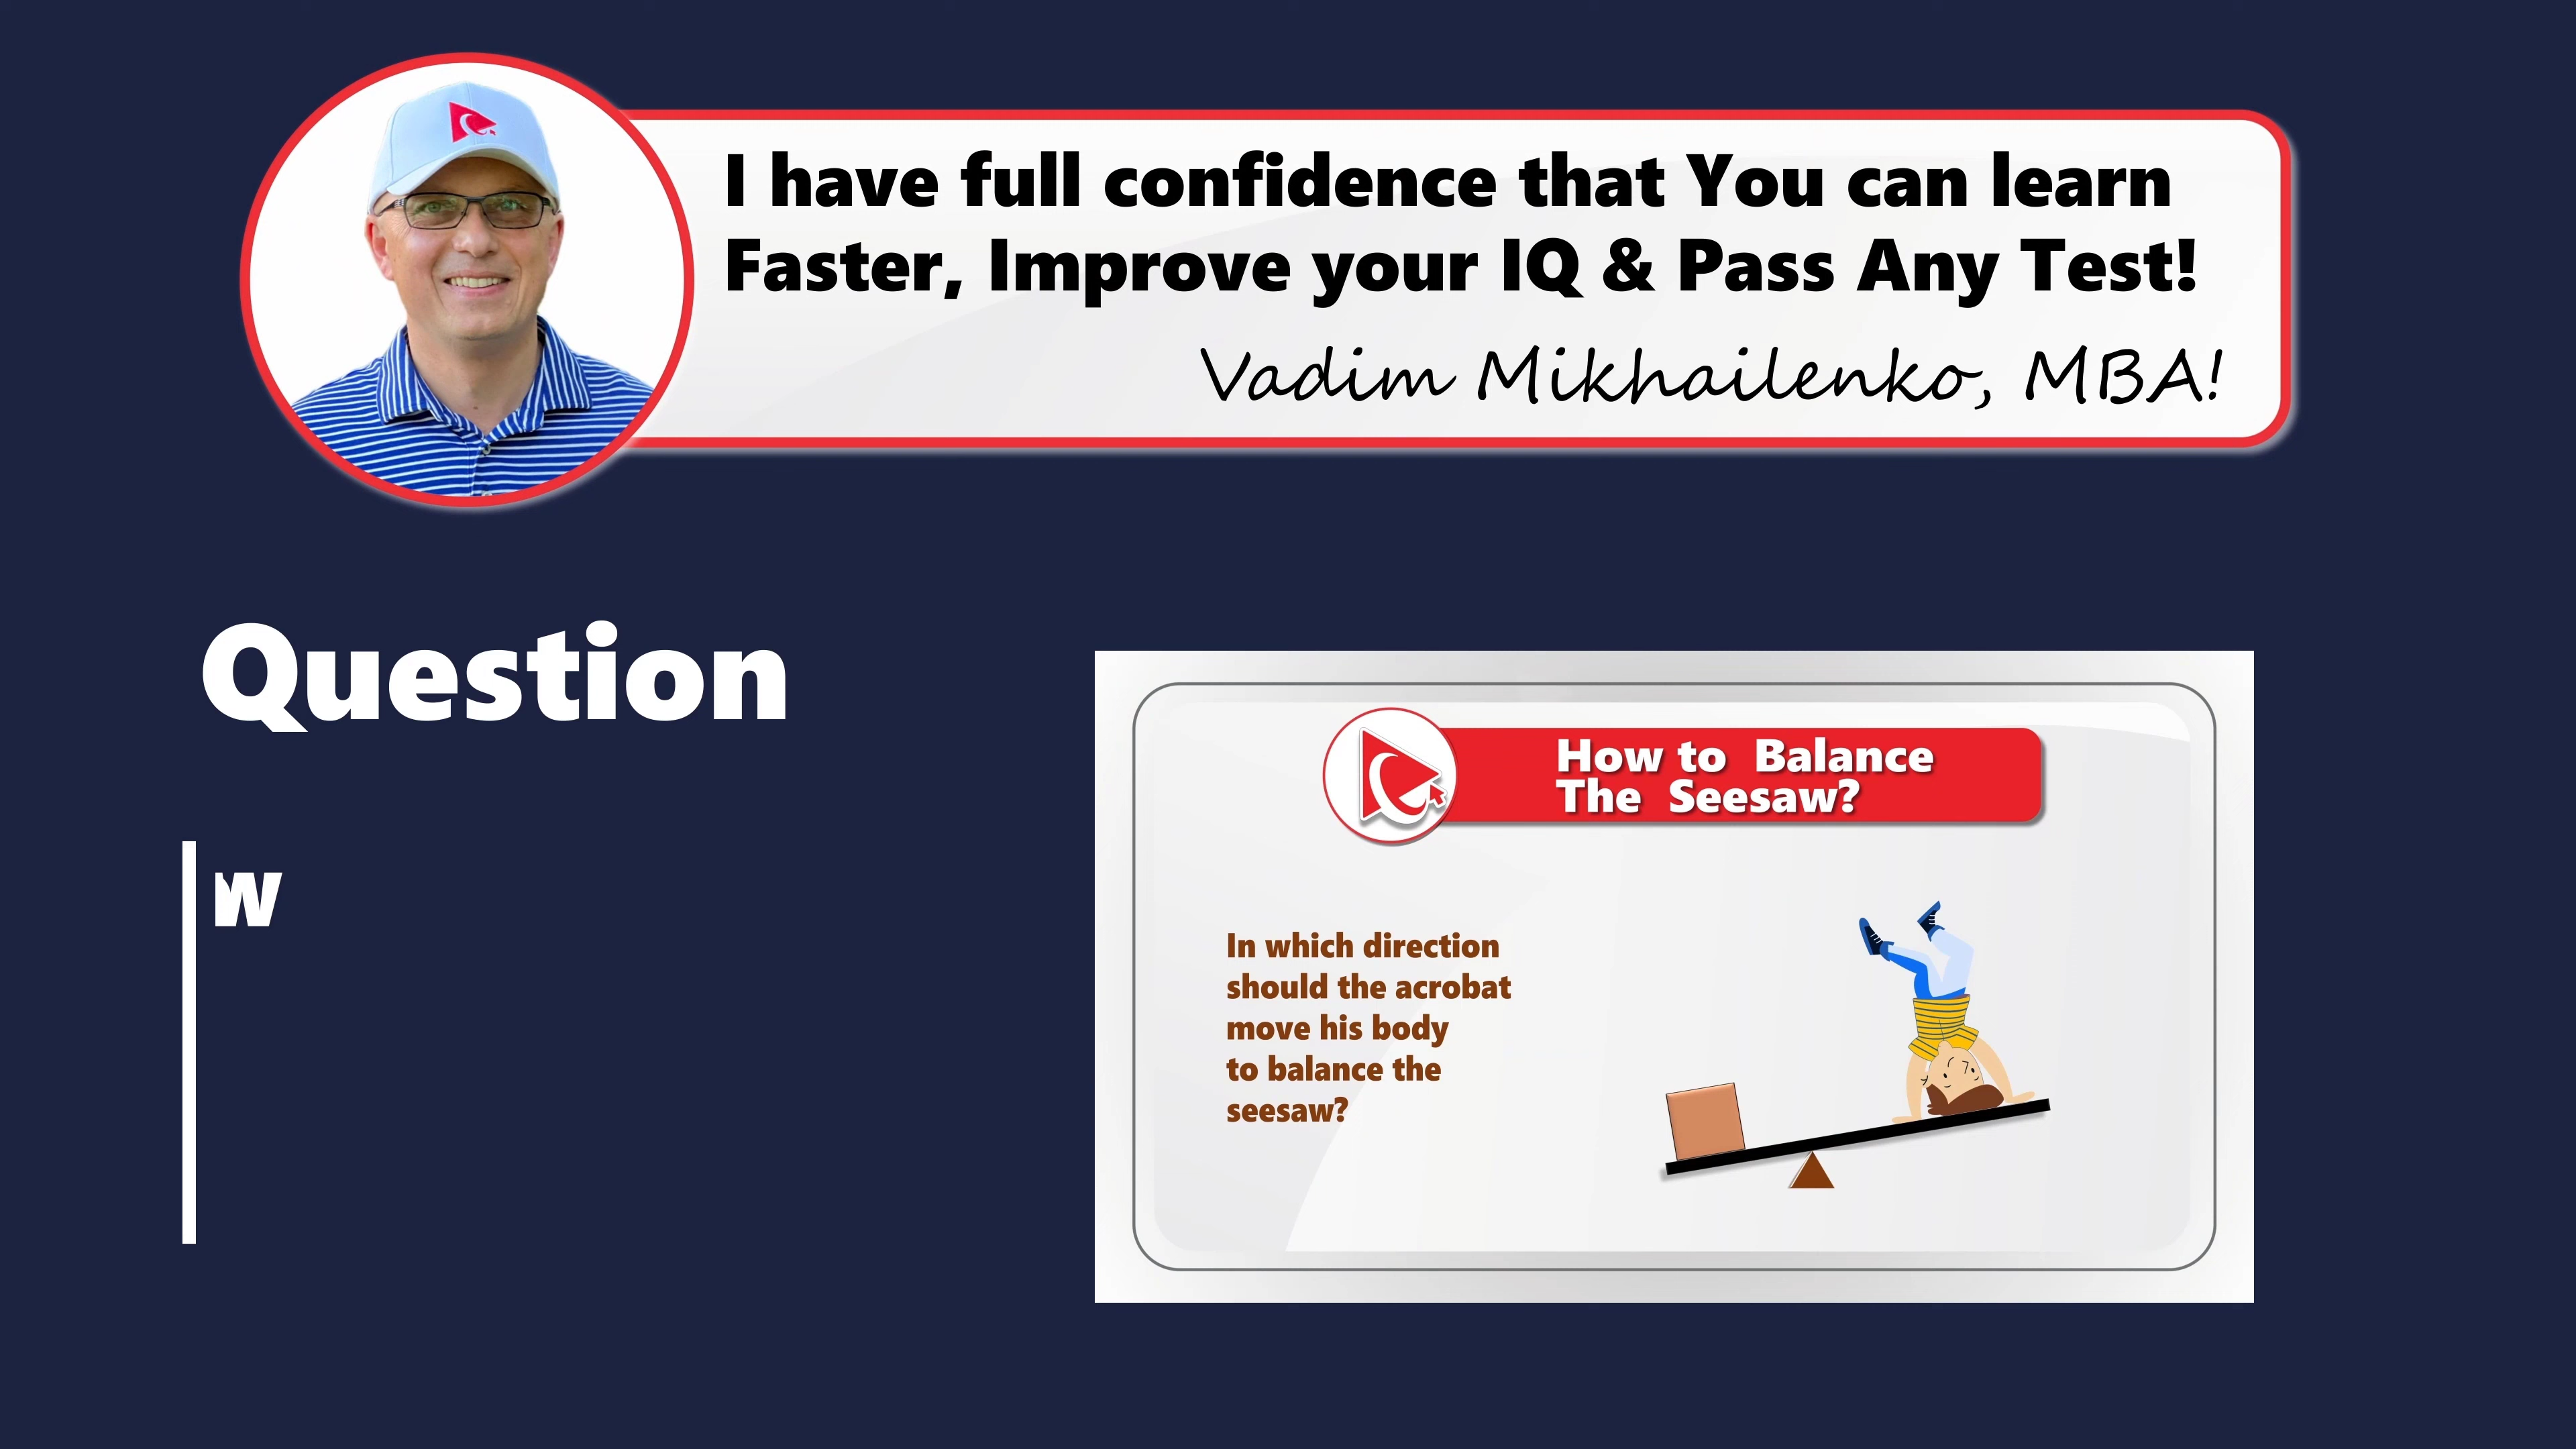 I have full confidence that You can learn
Faster, Improve your IQ & Pass Any Test!
Vadim Mikhailenko, MBA!
Question
W
How to Balance
The Seesaw?
In which direction
should the acrobat
move his body
to balance the
seesaw?